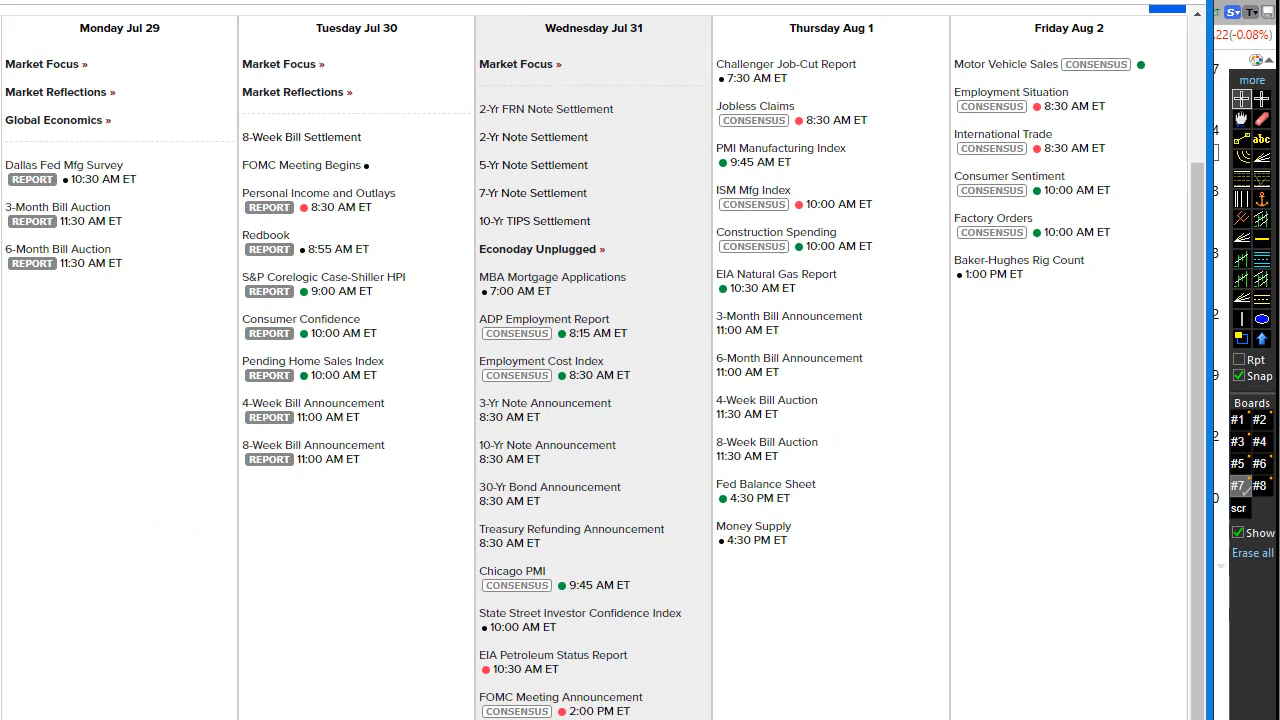 Monday Jul 29
Market Focus »
Market Reflections »
Global Economics »
Dallas Fed Mfg Survey
REPORT • 10:30 AM ET
3-Month Bill Auction
REPORT 11:30 AM ET
6-Month Bill Auction
REPORT 11:30 AM ET
Tuesday Jul 30
Market Focus »
Market Reflections »
8-Week Bill Settlement
FOMC Meeting Begins •
Personal Income and Outlays
REPORT • 8:30 AM ET
Redbook
REPORT • 8:55 AM ET
S&P Corelogic Case-Shiller HPI
REPORT • 9:00 AM ET
Consumer Confidence
REPORT • 10:00 AM ET
Pending Home Sales Index
REPORT • 10:00 AM ET
4-Week Bill Announcement
REPORT 11:00 AM ET
8-Week Bill Announcement
REPORT 11:00 AM ET
Wednesday Jul 31
Market Focus »
2-Yr FRN Note Settlement
2-Yr Note Settlement
5-Yr Note Settlement
7-Yr Note Settlement
10-Yr TIPS Settlement
Econoday Unplugged »
MBA Mortgage Applications
• 7:00 AM ET
ADP Employment Report
CONSENSUS • 8:15 AM ET
Employment Cost Index
CONSENSUS • 8:30 AM ET
3-Yr Note Announcement
8:30 AM ET
10-Yr Note Announcement
8:30 AM ET
30-Yr Bond Announcement
8:30 AM ET
Treasury Refunding Announcement
8:30 AM ET
Chicago PMI
CONSENSUS • 9:45 AM ET
State Street Investor Confidence Index
• 10:00 AM ET
EIA Petroleum Status Report
• 10:30 AM ET
FOMC Meeting Announcement
CONSENSUS • 2:00 PM ET
Thursday Aug 1
Challenger Job-Cut Report
• 7:30 AM ET
Jobless Claims
CONSENSUS • 8:30 AM ET
PMI Manufacturing Index
• 9:45 AM ET
ISM Mfg Index
CONSENSUS • 10:00 AM ET
Construction Spending
CONSENSUS • 10:00 AM ET
EIA Natural Gas Report
• 10:30 AM ET
3-Month Bill Announcement
11:00 AM ET
6-Month Bill Announcement
11:00 AM ET
4-Week Bill Auction
11:30 AM ET
8-Week Bill Auction
11:30 AM ET
Fed Balance Sheet
• 4:30 PM ET
Money Supply
• 4:30 PM ET
Friday Aug 2
Motor Vehicle Sales CONSENSUS •
Employment Situation
CONSENSUS • 8:30 AM ET
International Trade
CONSENSUS • 8:30 AM ET
Consumer Sentiment
CONSENSUS • 10:00 AM ET
Factory Orders
CONSENSUS • 10:00 AM ET
Baker-Hughes Rig Count
• 1:00 PM ET
S T
.22(-0.08%)
more
abc
Rpt
Snap
Boards
#1 #2
#3 #4
#5 #6
#7 #8
scr
Show
Erase all